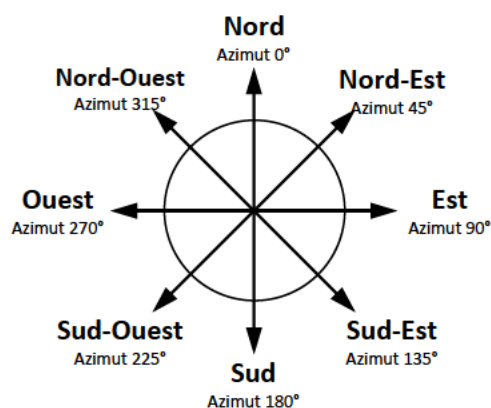 Nord
Azimut 0°
Nord-Ouest
Azimut 315°
Nord-Est
Azimut 45°
Ouest
Azimut 270°
Est
Azimut 90°
Sud-Ouest
Azimut 225°
Sud-Est
Azimut 135°
Sud
Azimut 180°